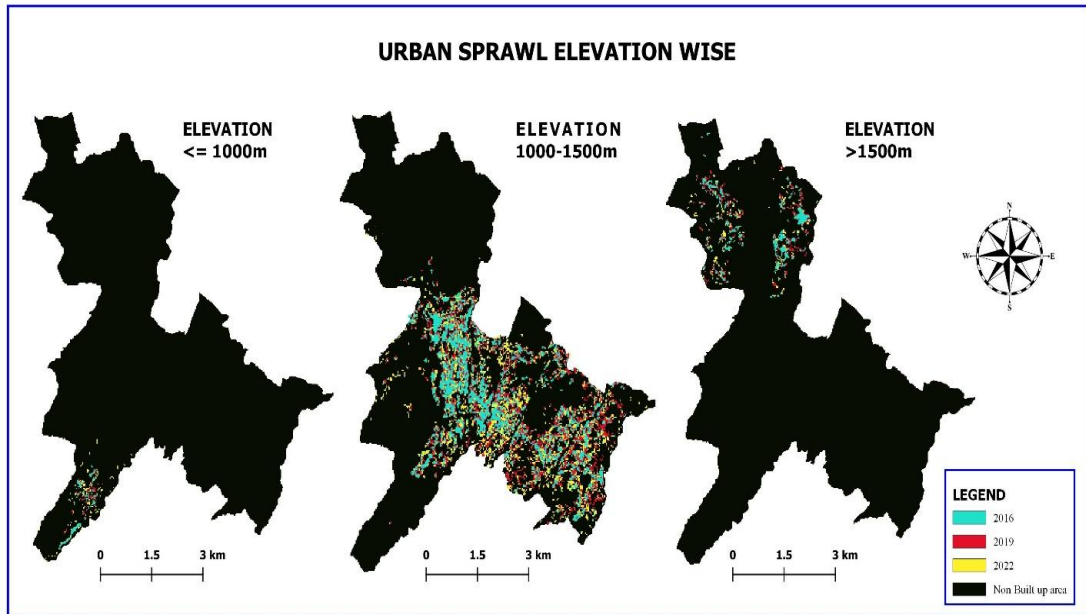 URBAN SPRAWL ELEVATION WISE
ELEVATION
<= 1000m
ELEVATION
1000-1500m
ELEVATION
>1500m
N
W
E
S
0 1.5 3 km
0 1.5 3 km
0 1.5 3 km
LEGEND
2016
2019
2022
Non Built up area